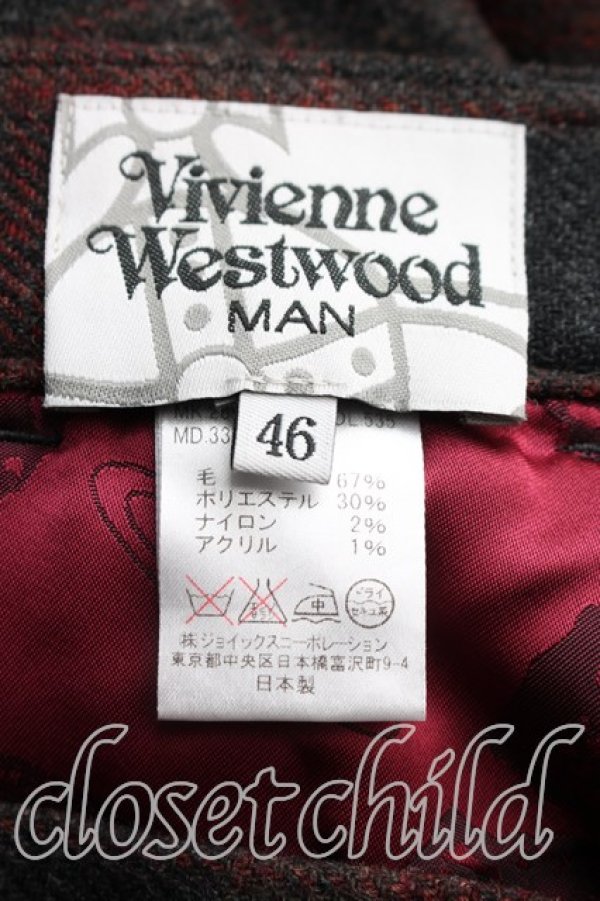 Vivienne
Westwood
MAN
46
MD.33
毛 67%
ポリエステル 30%
ナイロン 2%
アクリル 1%
中
ドライ
セキユ系
株ジョイックスコーポレーション
東京都中央区日本橋富沢町9-4
日本製
closetchild